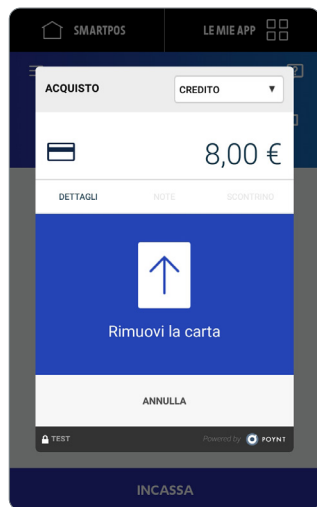 SMARTPOS
LE MIE APP
ACQUISTO
CREDITO
8,00 €
DETTAGLI
NOTE
SCONTRINO
Rimuovi la carta
ANNULLA
TEST
Powered by POYNT
INCASSA